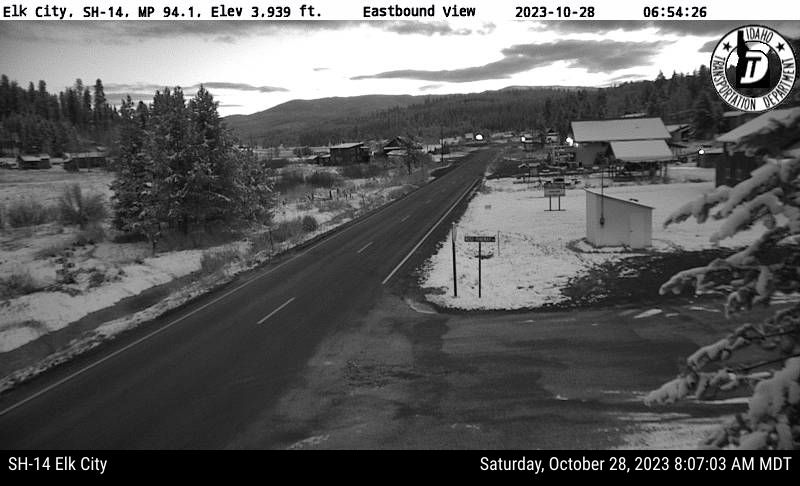 Elk City, SH-14, MP 94.1, Elev 3,939 ft. Eastbound View 2023-10-28 06:54:26
IDAHO
TRANSPORTATION DEPARTMENT
SH-14 Elk City Saturday, October 28, 2023 8:07:03 AM MDT